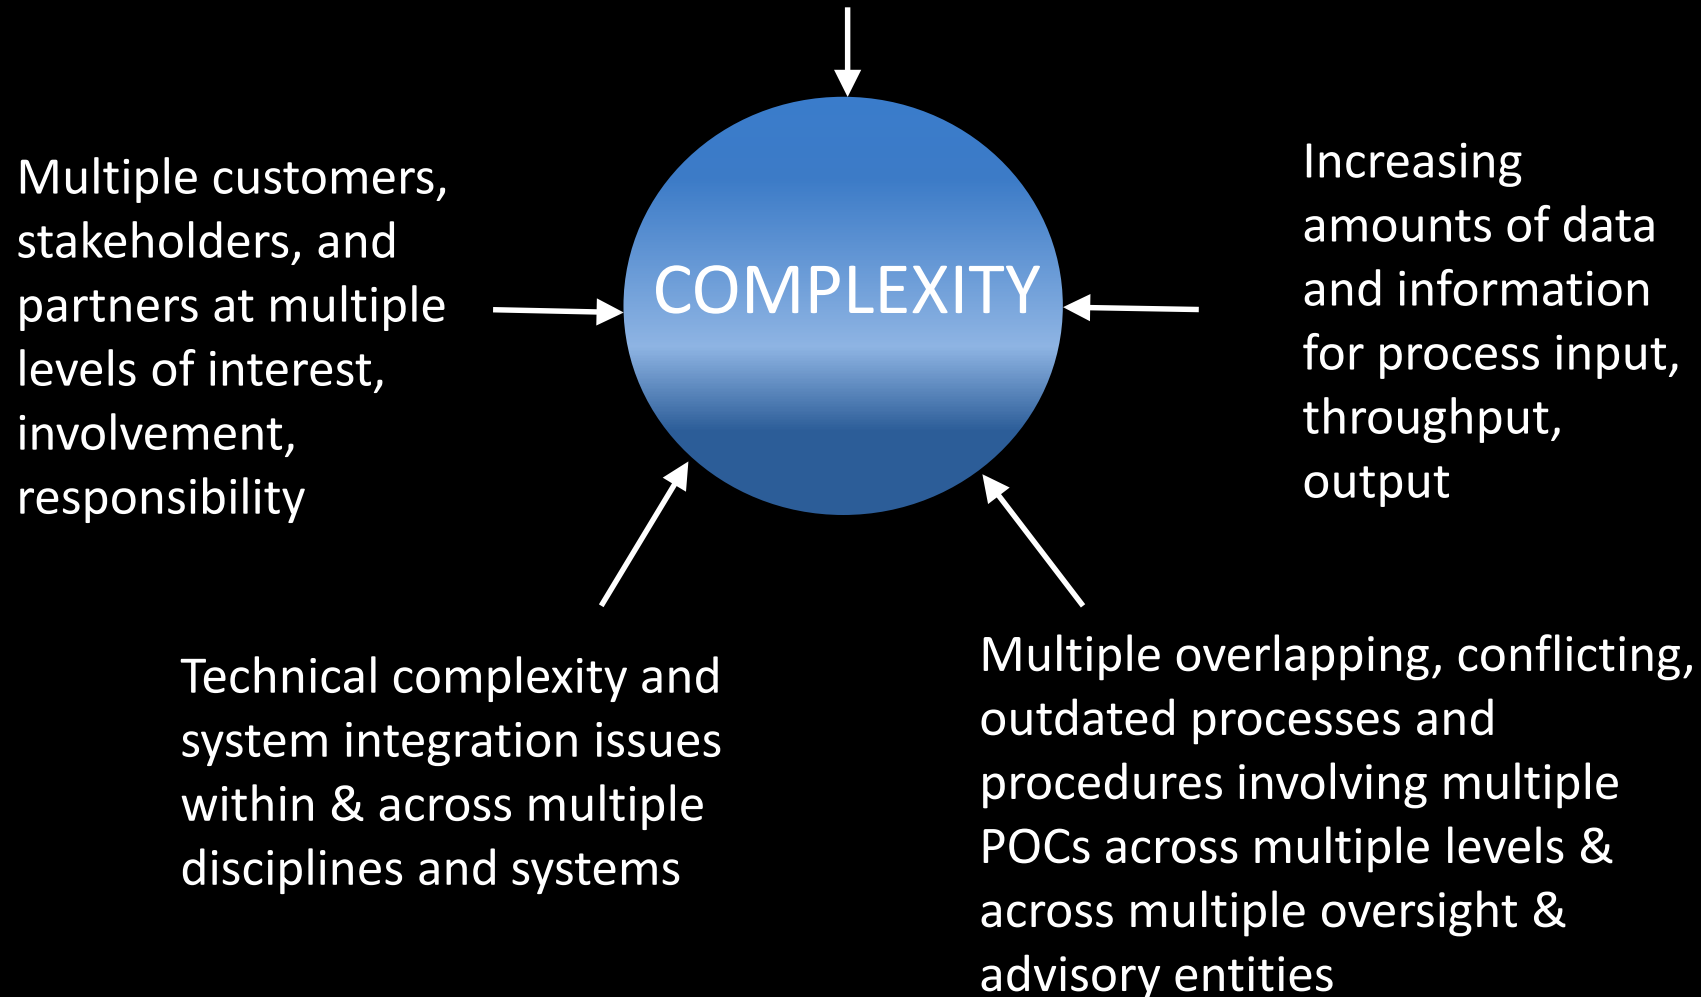 COMPLEXITY
Multiple customers,
stakeholders, and
partners at multiple
levels of interest,
involvement,
responsibility
Increasing
amounts of data
and information
for process input,
throughput,
output
Technical complexity and
system integration issues
within & across multiple
disciplines and systems
Multiple overlapping, conflicting,
outdated processes and
procedures involving multiple
POCs across multiple levels &
across multiple oversight &
advisory entities